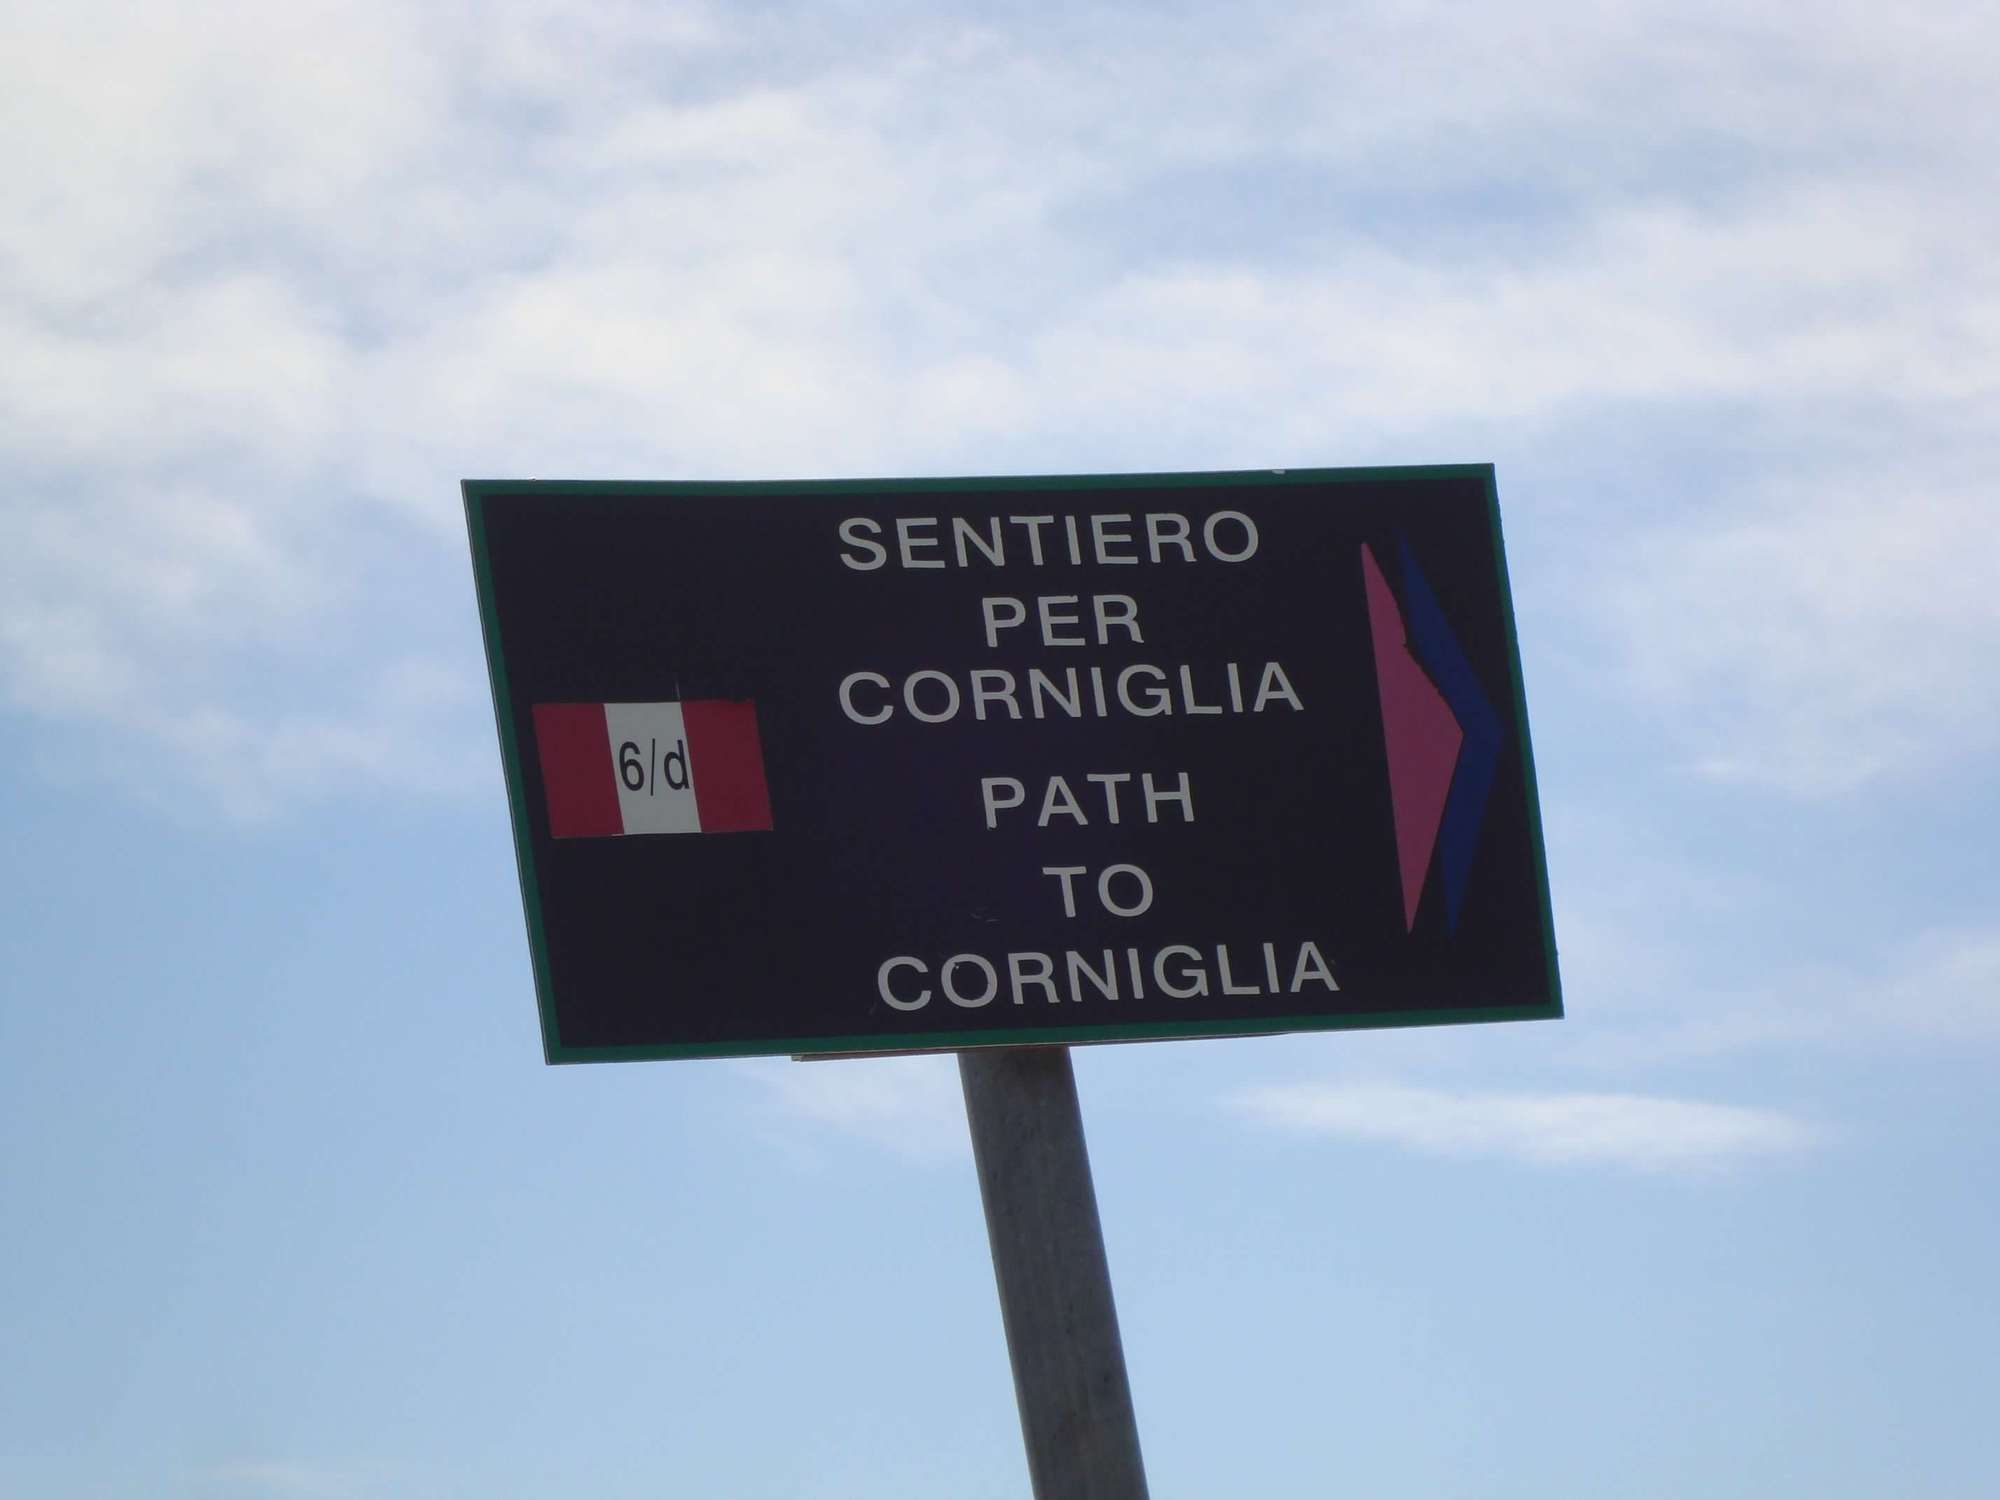 SENTIERO
PER
CORNIGLIA
6/d
PATH
TO
CORNIGLIA